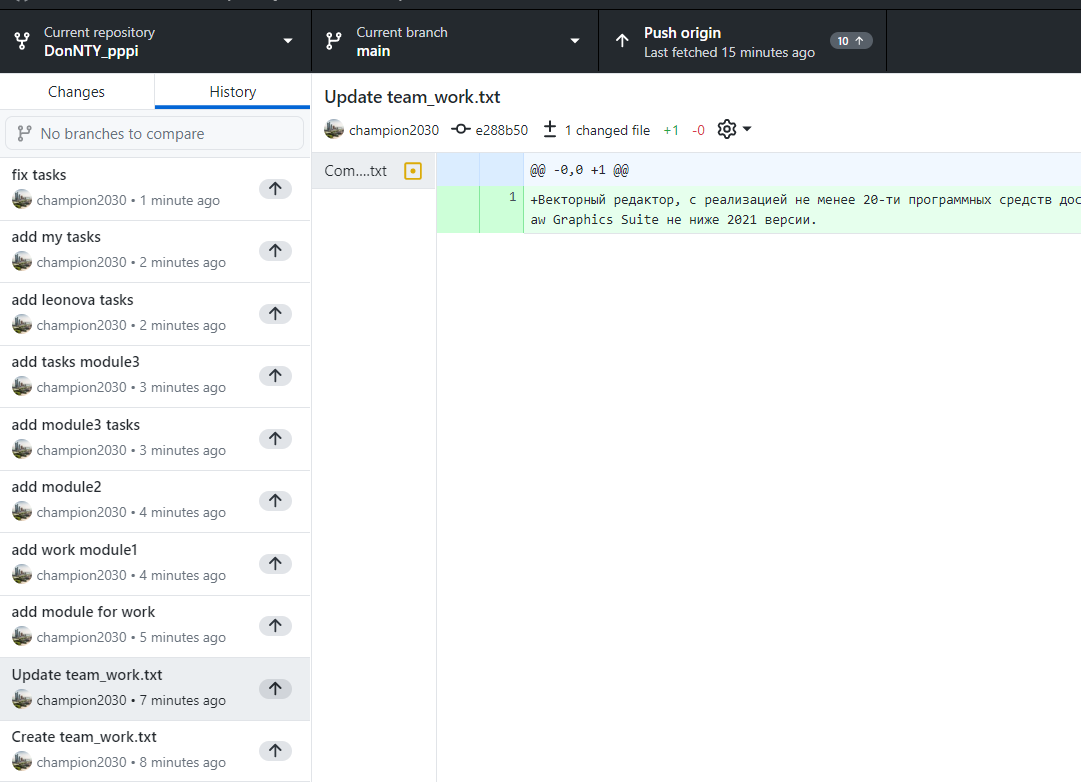 Current repository
DonNTY_pppi
Current branch
main
Push origin
Last fetched 15 minutes ago
10
Changes
History
No branches to compare
fix tasks
champion2030 • 1 minute ago
add my tasks
champion2030 • 2 minutes ago
add leonova tasks
champion2030 • 2 minutes ago
add tasks module3
champion2030 • 3 minutes ago
add module3 tasks
champion2030 • 3 minutes ago
add module2
champion2030 • 4 minutes ago
add work module1
champion2030 • 4 minutes ago
add module for work
champion2030 • 5 minutes ago
Update team_work.txt
champion2030 • 7 minutes ago
Create team_work.txt
champion2030 • 8 minutes ago
Update team_work.txt
champion2030 e288b50 1 changed file +1 -0
Com....txt
@@ -0,0 +1 @@
1 +Векторный редактор, с реализацией не менее 20-ти программных средств дос
aw Graphics Suite не ниже 2021 версии.